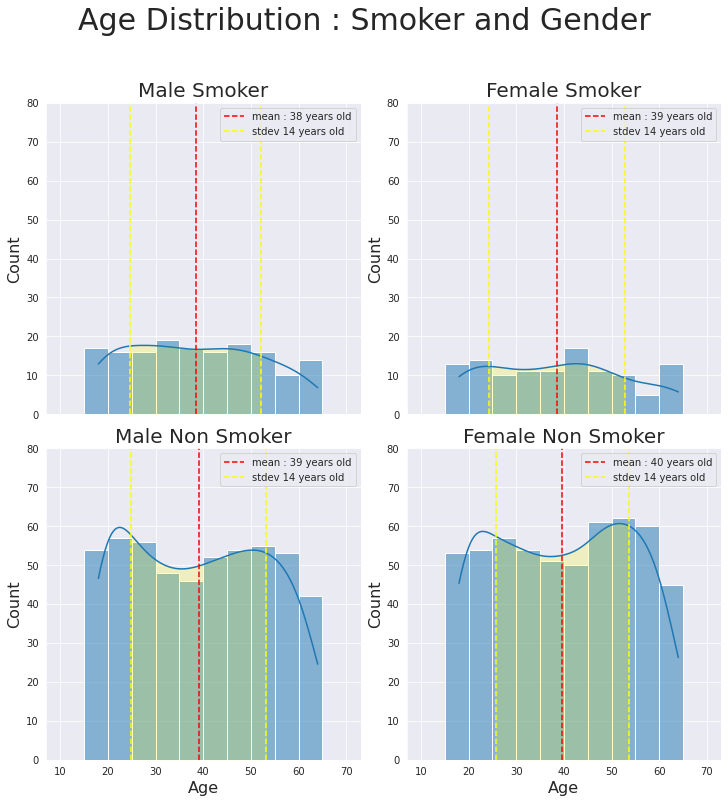 Age Distribution : Smoker and Gender
Male Smoker
80
70
60
50
40
30
20
10
0
Count
mean : 38 years old
stdev 14 years old
Female Smoker
80
70
60
50
40
30
20
10
0
Count
mean : 39 years old
stdev 14 years old
Male Non Smoker
80
70
60
50
40
30
20
10
0
Count
mean : 39 years old
stdev 14 years old
10 20 30 40 50 60 70
Age
Female Non Smoker
80
70
60
50
40
30
20
10
0
Count
mean : 40 years old
stdev 14 years old
10 20 30 40 50 60 70
Age